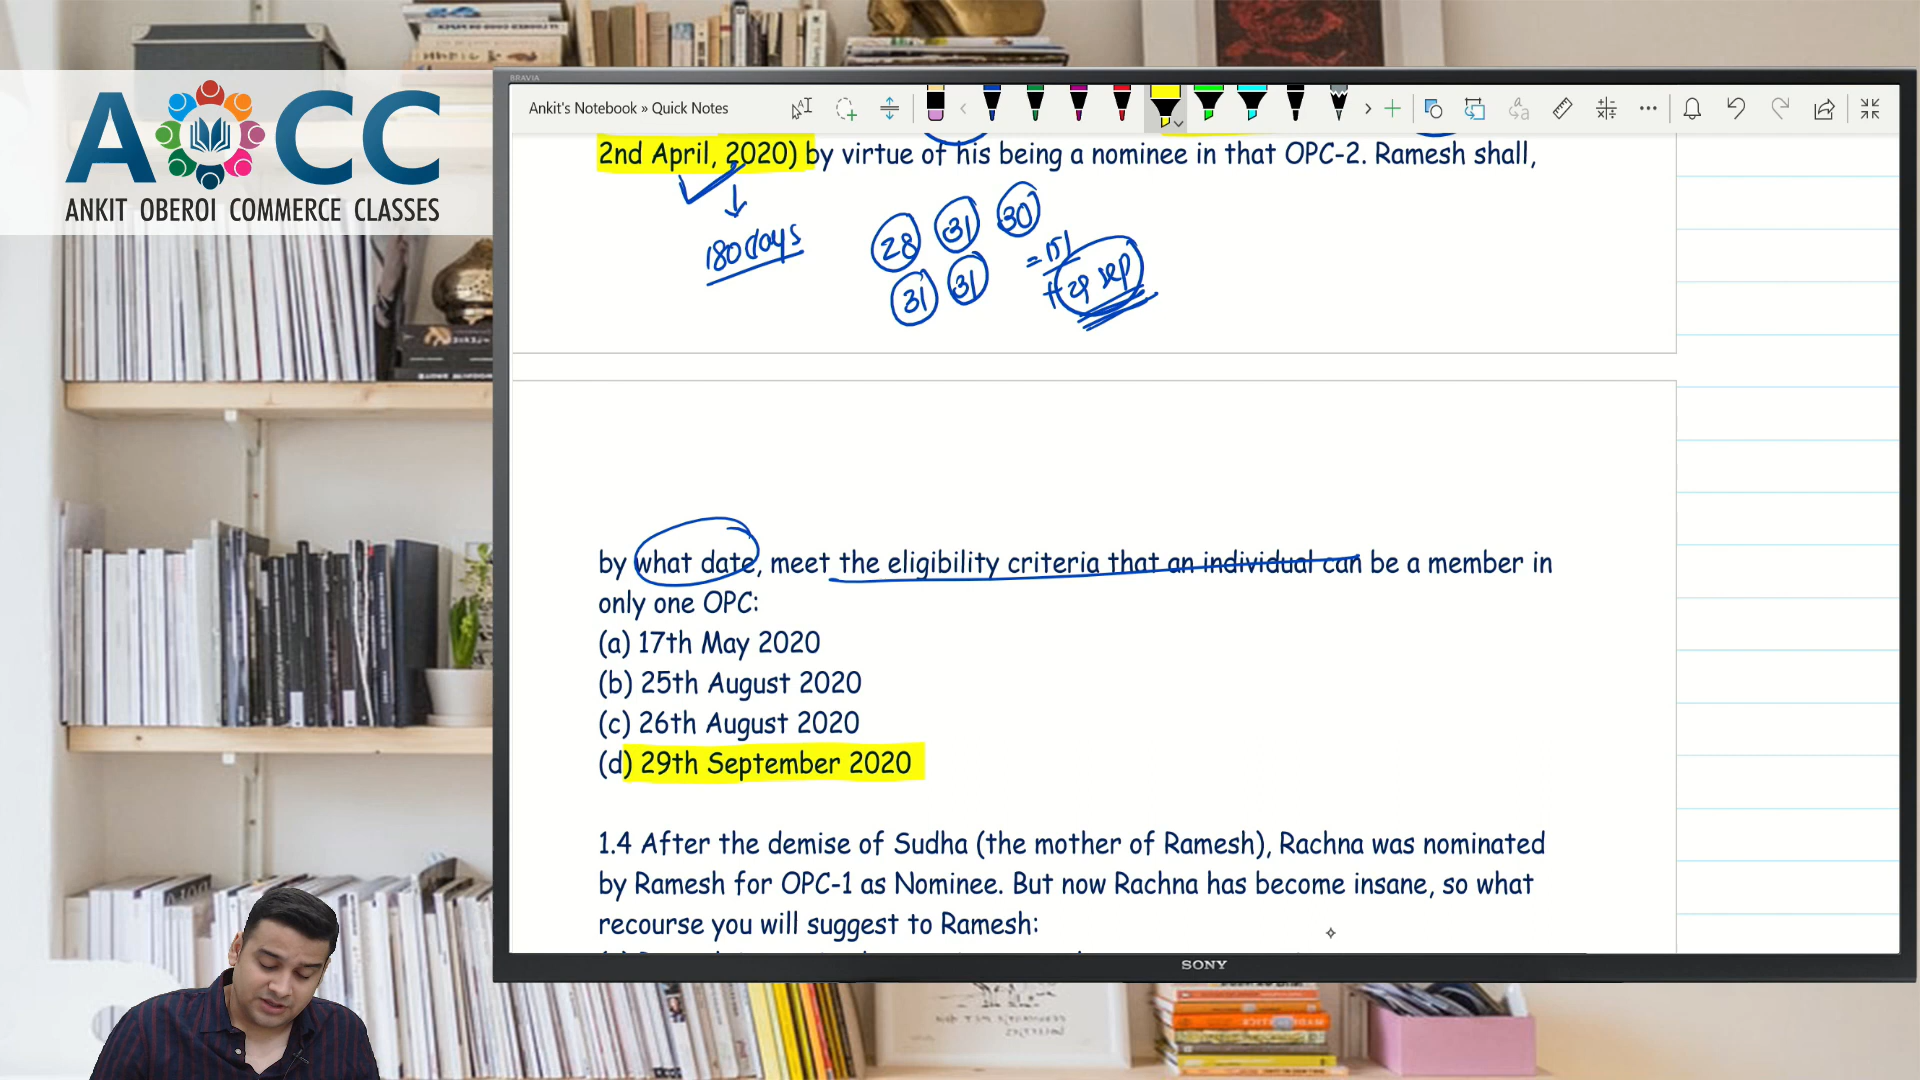 BRAVIA
AOCC
ANKIT OBEROI COMMERCE CLASSES
Ankit's Notebook » Quick Notes
2nd April, 2020) by virtue of his being a nominee in that OPC-2. Ramesh shall,
180 days
28 31 30
31 31
= 151
+ 29 sep
by what date, meet the eligibility criteria that an individual can be a member in
only one OPC:
(a) 17th May 2020
(b) 25th August 2020
(c) 26th August 2020
(d) 29th September 2020
1.4 After the demise of Sudha (the mother of Ramesh), Rachna was nominated
by Ramesh for OPC-1 as Nominee. But now Rachna has become insane, so what
recourse you will suggest to Ramesh:
SONY